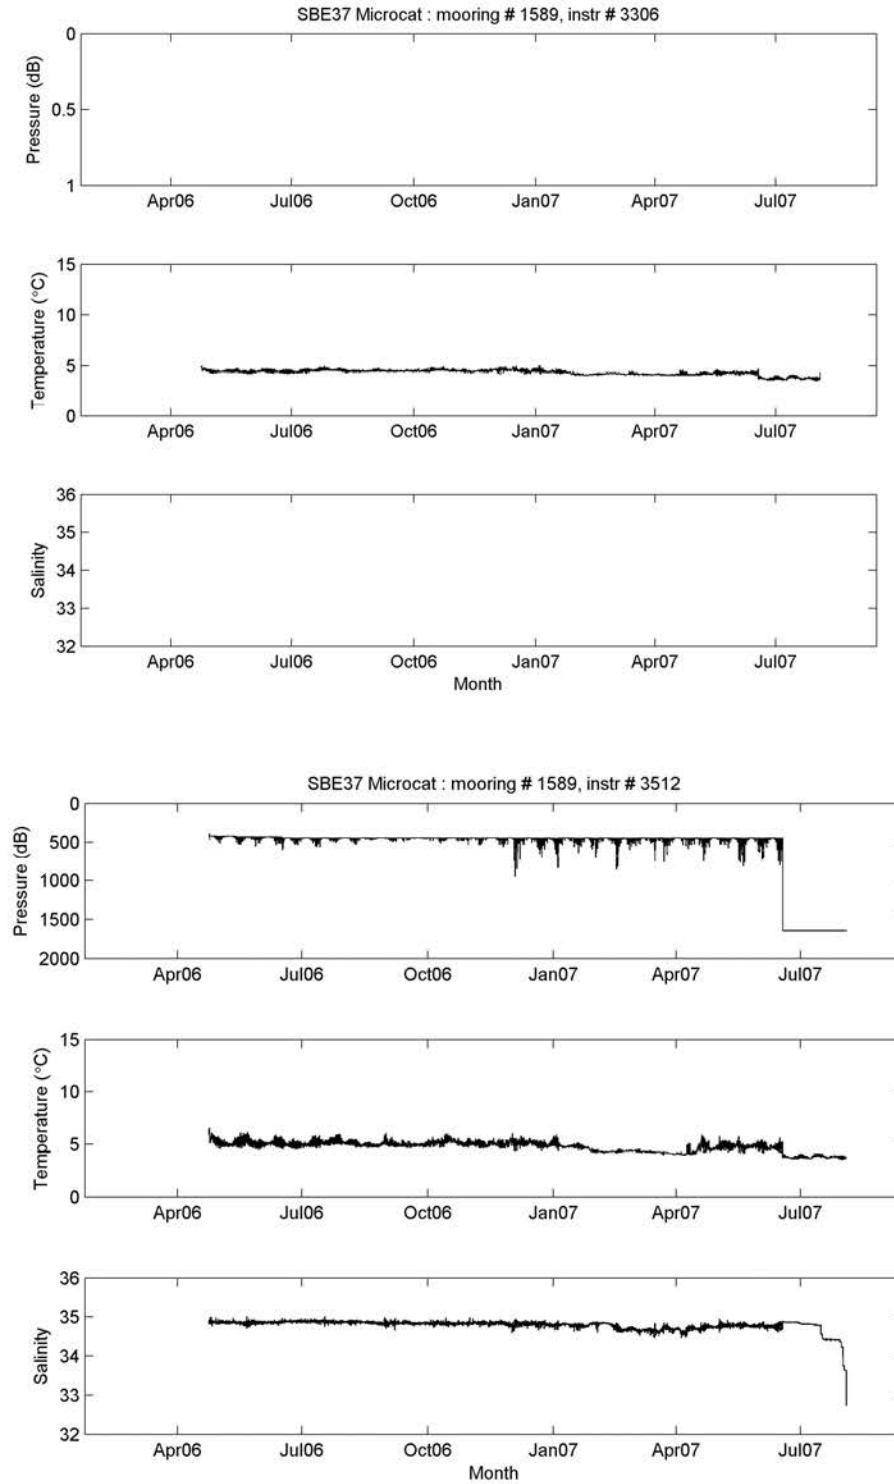 SBE37 Microcat : mooring # 1589, instr # 3306
Pressure (dB)
0
0.5
1
Apr06 Jul06 Oct06 Jan07 Apr07 Jul07
Temperature (°C)
15
10
5
0
Apr06 Jul06 Oct06 Jan07 Apr07 Jul07
Salinity
36
35
34
33
32
Apr06 Jul06 Oct06 Jan07 Apr07 Jul07
Month
SBE37 Microcat : mooring # 1589, instr # 3512
Pressure (dB)
0
500
1000
1500
2000
Apr06 Jul06 Oct06 Jan07 Apr07 Jul07
Temperature (°C)
15
10
5
0
Apr06 Jul06 Oct06 Jan07 Apr07 Jul07
Salinity
36
35
34
33
32
Apr06 Jul06 Oct06 Jan07 Apr07 Jul07
Month